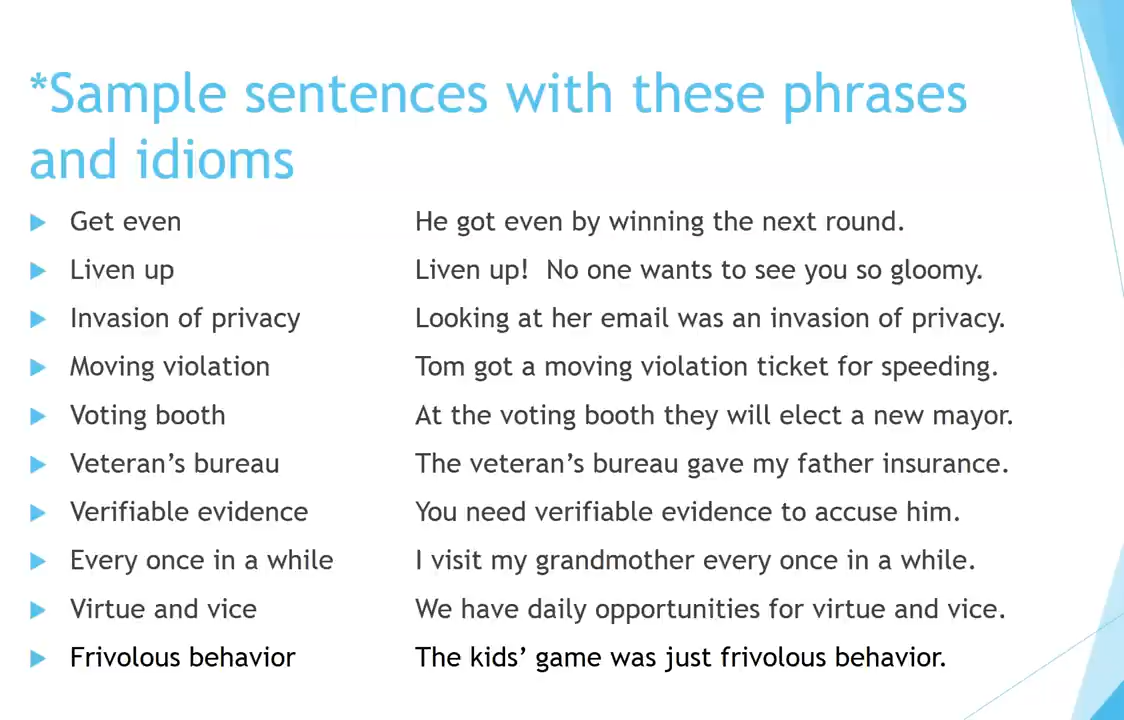 *Sample sentences with these phrases
and idioms
Get even He got even by winning the next round.
Liven up Liven up! No one wants to see you so gloomy.
Invasion of privacy Looking at her email was an invasion of privacy.
Moving violation Tom got a moving violation ticket for speeding.
Voting booth At the voting booth they will elect a new mayor.
Veteran’s bureau The veteran’s bureau gave my father insurance.
Verifiable evidence You need verifiable evidence to accuse him.
Every once in a while I visit my grandmother every once in a while.
Virtue and vice We have daily opportunities for virtue and vice.
Frivolous behavior The kids’ game was just frivolous behavior.